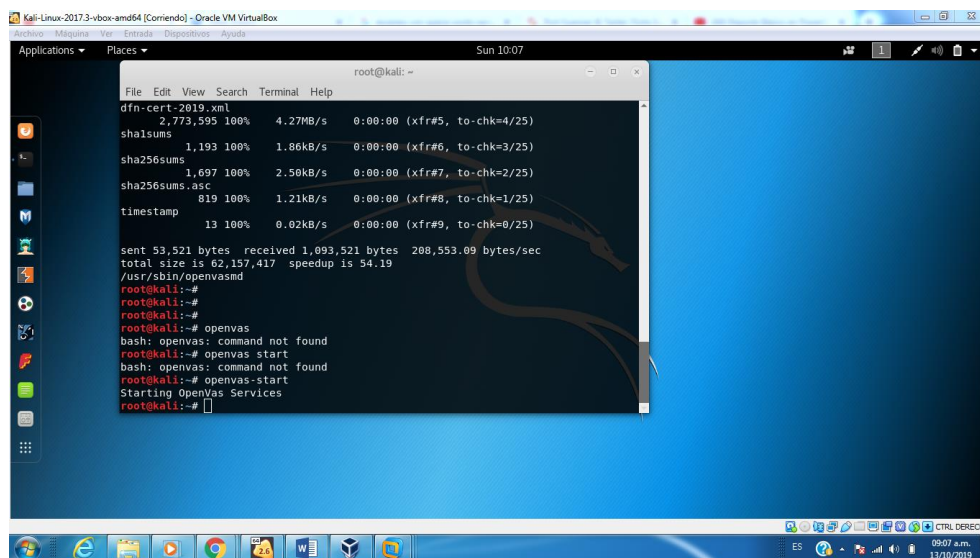 Kali-Linux-2017.3-vbox-amd64 [Corriendo] - Oracle VM VirtualBox
Archivo Máquina Ver Entrada Dispositivos Ayuda
Applications Places Sun 10:07 1
root@kali: ~
File Edit View Search Terminal Help
dfn-cert-2019.xml
2,773,595 100% 4.27MB/s 0:00:00 (xfr#5, to-chk=4/25)
sha1sums
1,193 100% 1.86kB/s 0:00:00 (xfr#6, to-chk=3/25)
sha256sums
1,697 100% 2.50kB/s 0:00:00 (xfr#7, to-chk=2/25)
sha256sums.asc
819 100% 1.21kB/s 0:00:00 (xfr#8, to-chk=1/25)
timestamp
13 100% 0.02kB/s 0:00:00 (xfr#9, to-chk=0/25)
sent 53,521 bytes received 1,093,521 bytes 208,553.09 bytes/sec
total size is 62,157,417 speedup is 54.19
/usr/sbin/openvasmd
root@kali:~#
root@kali:~#
root@kali:~#
root@kali:~# openvas
bash: openvas: command not found
root@kali:~# openvas start
bash: openvas: command not found
root@kali:~# openvas-start
Starting OpenVas Services
root@kali:~#
CTRL DEREC
2.6
ES
09:07 a.m.
13/10/2019